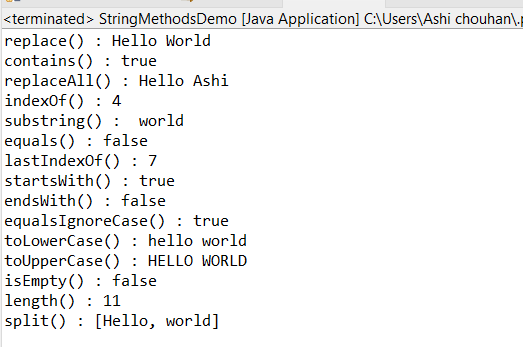 <terminated> StringMethodsDemo [Java Application] C:\Users\Ashi chouhan\.p
replace() : Hello World
contains() : true
replaceAll() : Hello Ashi
indexOf() : 4
substring() :  world
equals() : false
lastIndexOf() : 7
startsWith() : true
endsWith() : false
equalsIgnoreCase() : true
toLowerCase() : hello world
toUpperCase() : HELLO WORLD
isEmpty() : false
length() : 11
split() : [Hello, world]